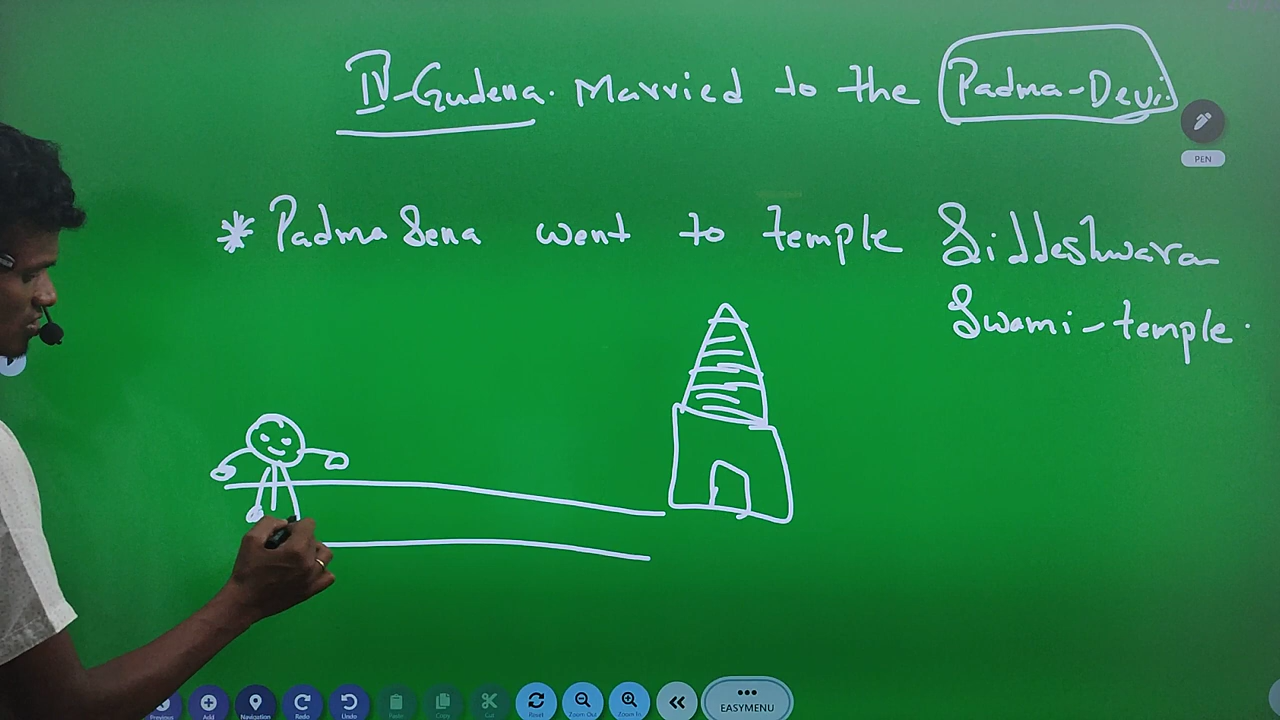 IV-Gudena. Married to the Padma-Devi.
PEN
* Padma Sena went to temple Siddeshwara
Swami-temple.
Previous Add Navigation Redo Undo Paste Copy Cut Reset Zoom Out Zoom In EASYMENU